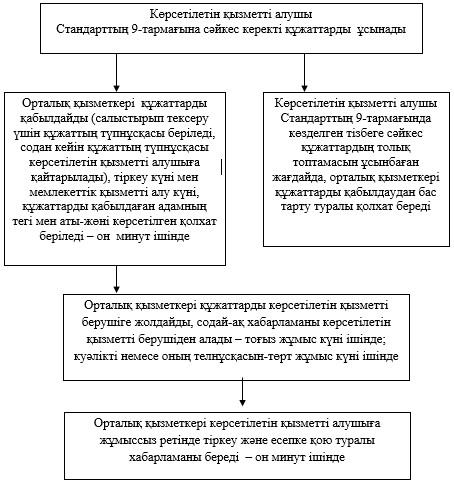 Көрсетілетін қызметті алушы
Стандарттың 9-тармағына сәйкес керекті құжаттарды ұсынады
Орталық қызметкері құжаттарды
қабылдайды (салыстырып тексеру
үшін құжаттың түпнұсқасы беріледі,
содан кейін құжаттың түпнұсқасы
көрсетілетін қызметті алушыға
қайтарылады), тіркеу күні мен
мемлекеттік қызметті алу күні,
құжаттарды қабылдаған адамның
тегі мен аты-жөні көрсетілген қолхат
беріледі – он минут ішінде
Көрсетілетін қызметті алушы
Стандарттың 9-тармағында
көзделген тізбеге сәйкес
құжаттардың толық
топтамасын ұсынбаған
жағдайда, орталық қызметкері
құжаттарды қабылдаудан бас
тарту туралы қолхат береді
Орталық қызметкері құжаттарды көрсетілетін қызметті
берушіге жолдайды, содай-ақ хабарламаны көрсетілетін
қызметті берушіден алады – тоғыз жұмыс күні ішінде;
куәлікті немесе оның телнұсқасын-төрт жұмыс күні ішінде
Орталық қызметкері көрсетілетін қызметті алушыға
жұмыссыз ретінде тіркеу және есепке қою туралы
хабарламаны береді – он минут ішінде